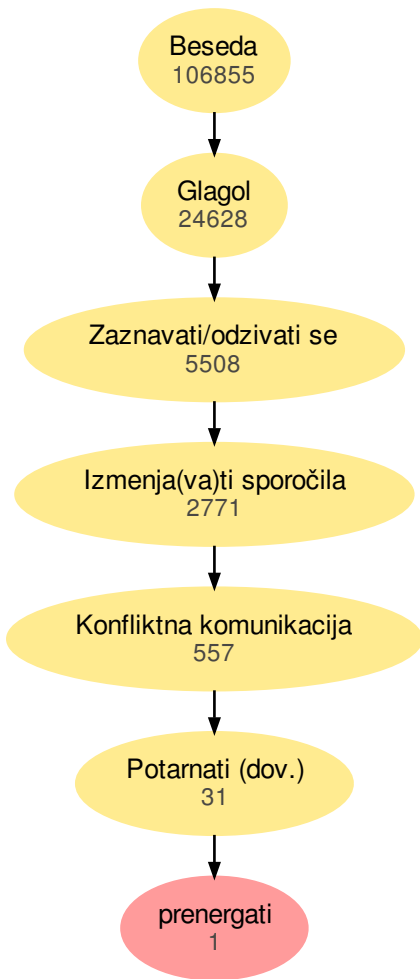 Beseda
106855
Glagol
24628
Zaznavati/odzivati se
5508
Izmenja(va)ti sporočila
2771
Konfliktna komunikacija
557
Potarnati (dov.)
31
prenergati
1